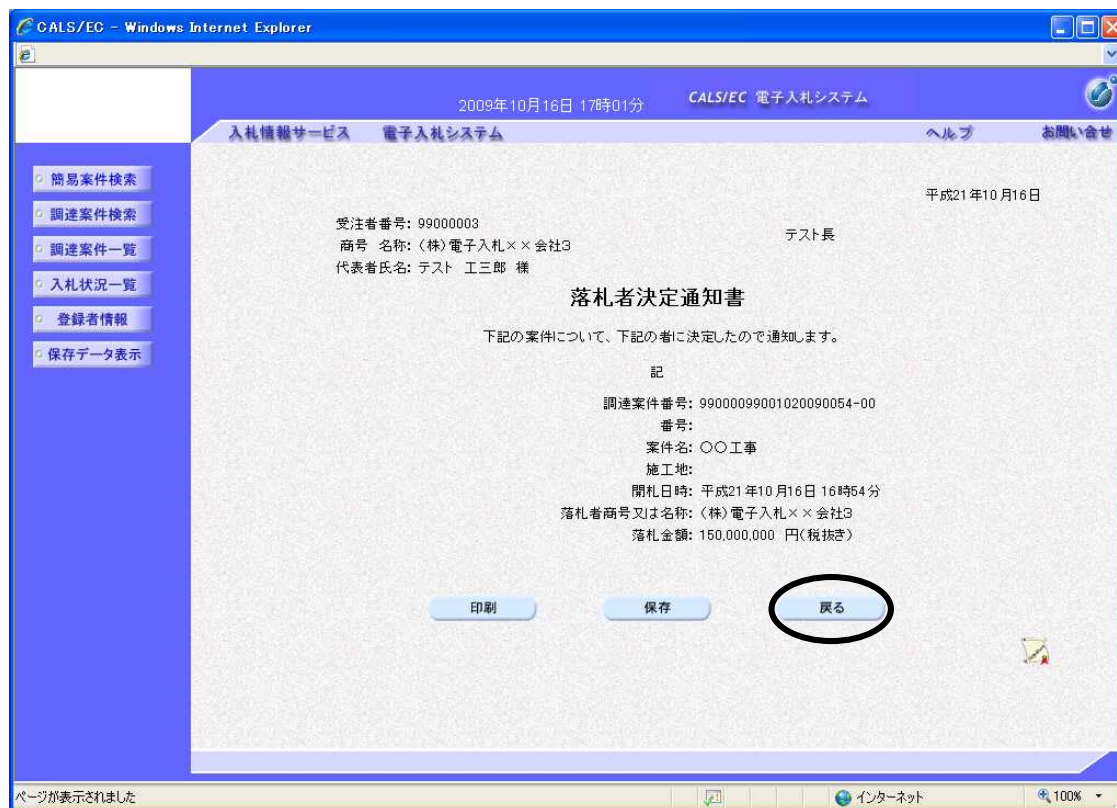 CALS/EC - Windows Internet Explorer
2009年10月16日 17時01分
CALS/EC 電子入札システム
入札情報サービス 電子入札システム ヘルプ お問い合せ
簡易案件検索
調達案件検索
調達案件一覧
入札状況一覧
登録者情報
保存データ表示
平成21年10月16日
受注者番号: 99000003
商号 名称: (株)電子入札××会社3
代表者氏名: テスト 工三郎 様
テスト長
落札者決定通知書
下記の案件について、下記の者に決定したので通知します。
記
調達案件番号: 99000099001020090054-00
番号:
案件名: 〇〇工事
施工地:
開札日時: 平成21年10月16日 16時54分
落札者商号又は名称: (株)電子入札××会社3
落札金額: 150,000,000 円(税抜き)
印刷 保存 戻る
ページが表示されました インターネット 100%